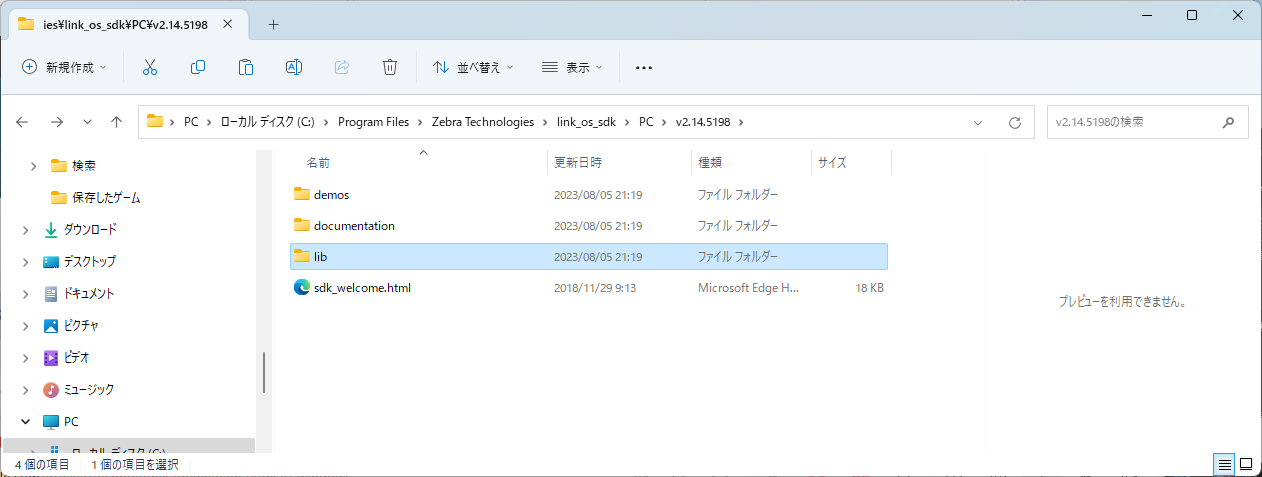 ies¥link_os_sdk¥PC¥v2.14.5198
新規作成
並べ替え
表示
PC > ローカル ディスク (C:) > Program Files > Zebra Technologies > link_os_sdk > PC > v2.14.5198 >
v2.14.5198の検索
検索
保存したゲーム
ダウンロード
デスクトップ
ドキュメント
ピクチャ
ビデオ
ミュージック
PC
ローカル ディスク (C:)
名前 更新日時 種類 サイズ
demos 2023/08/05 21:19 ファイル フォルダー
documentation 2023/08/05 21:19 ファイル フォルダー
lib 2023/08/05 21:19 ファイル フォルダー
sdk_welcome.html 2018/11/29 9:13 Microsoft Edge H... 18 KB
プレビューを利用できません。
4 個の項目 1 個の項目を選択